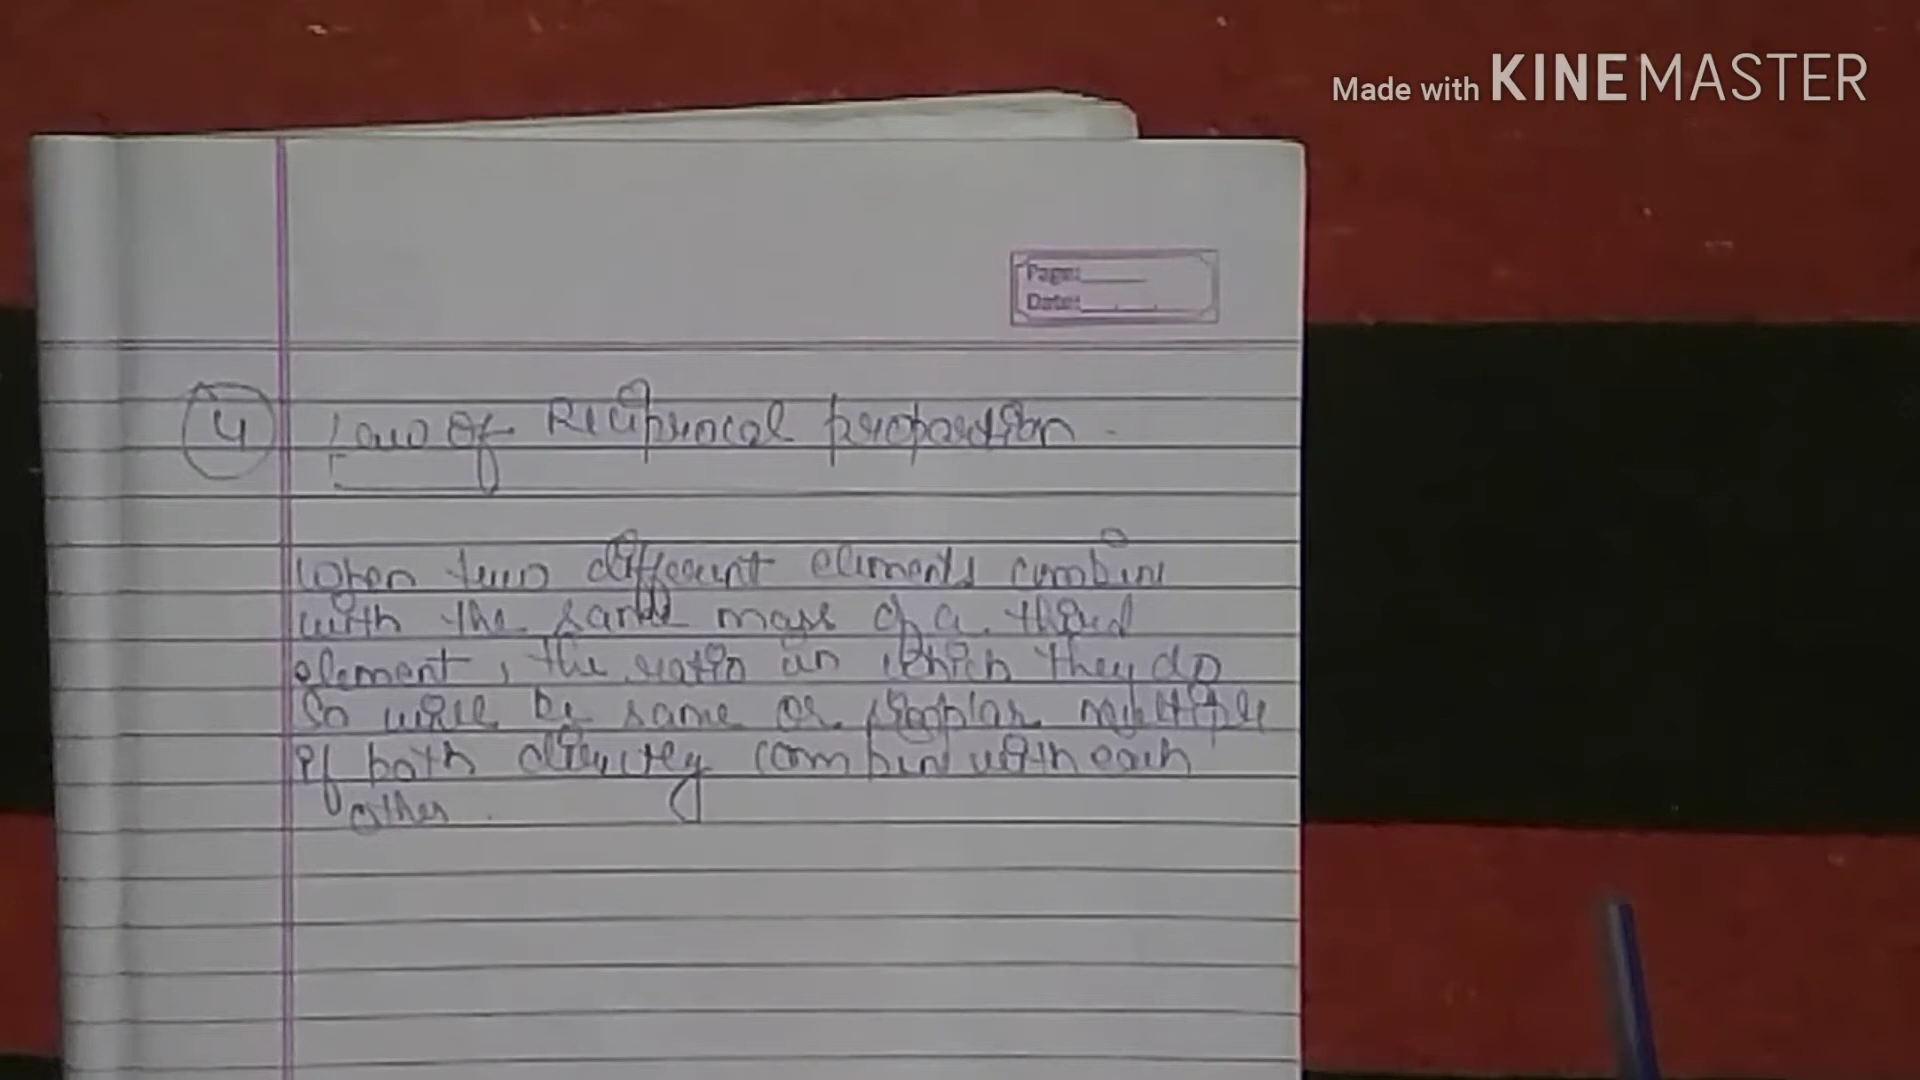 Made with KINEMASTER
Page:
Date:
4 Law of Reciprocal proportion.
When two different elements combine
with the same mass of a third
element, the ratio in which they do
so will be same or simple multiple
if both directly combine with each
other.